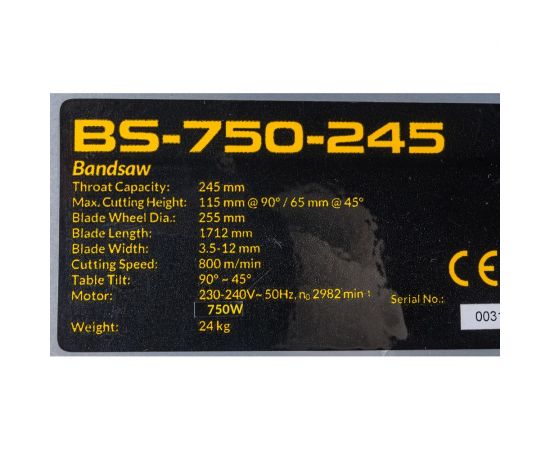 BS-750-245
Bandsaw
Throat Capacity: 245 mm
Max. Cutting Height: 115 mm @ 90° / 65 mm @ 45°
Blade Wheel Dia.: 255 mm
Blade Length: 1712 mm
Blade Width: 3.5-12 mm
Cutting Speed: 800 m/min
Table Tilt: 90° ~ 45°
Motor: 230-240V~ 50Hz, n₀ 2982 min⁻¹
750W
Weight: 24 kg
CE
Serial No.:
0031